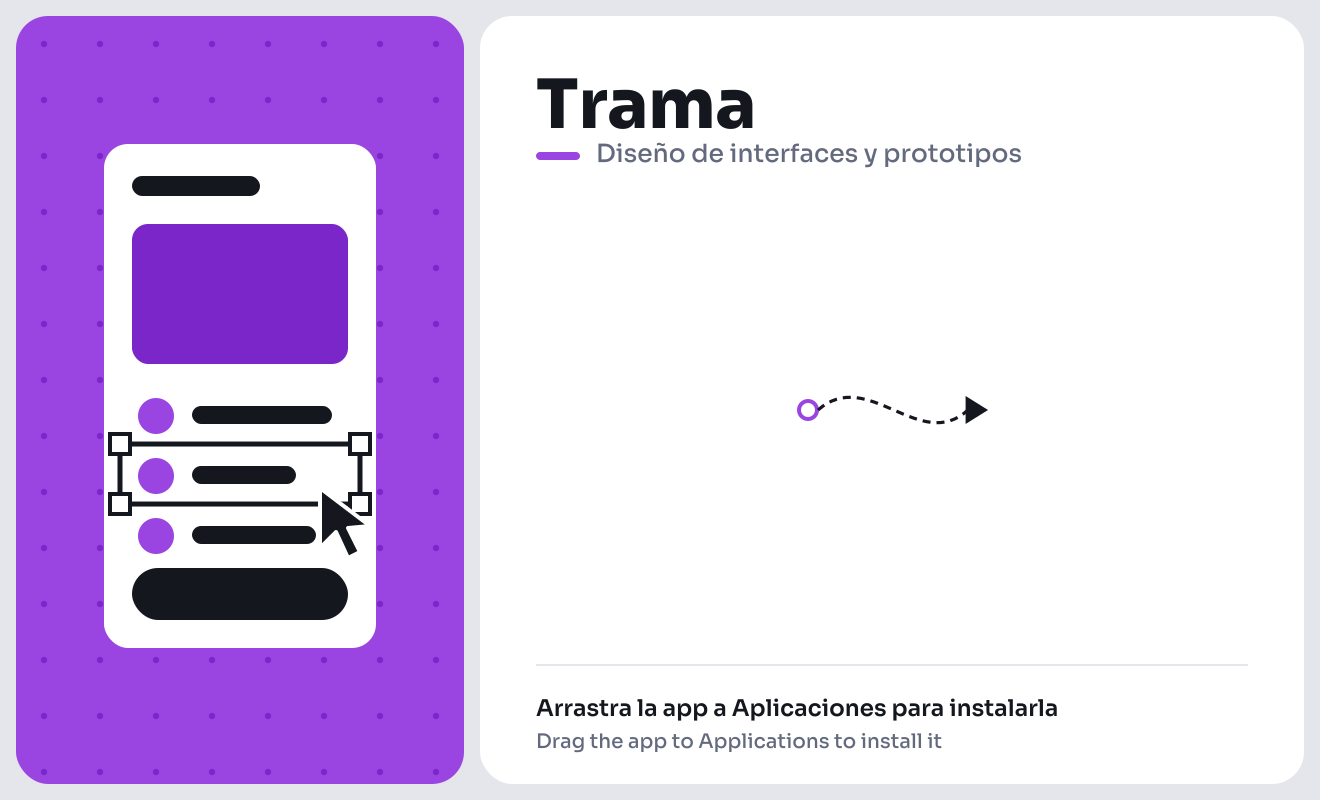 Trama
Diseño de interfaces y prototipos
Arrastra la app a Aplicaciones para instalarla
Drag the app to Applications to install it